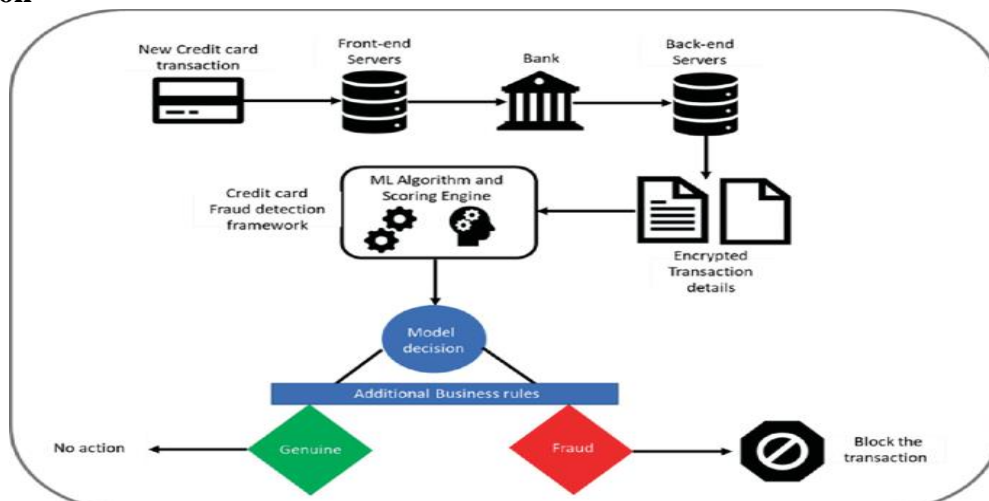 on
New Credit card
transaction
Front-end
Servers
Bank
Back-end
Servers
Credit card
Fraud detection
framework
ML Algorithm and
Scoring Engine
Encrypted
Transaction
details
Model
decision
Additional Business rules
No action
Genuine
Fraud
Block the
transaction